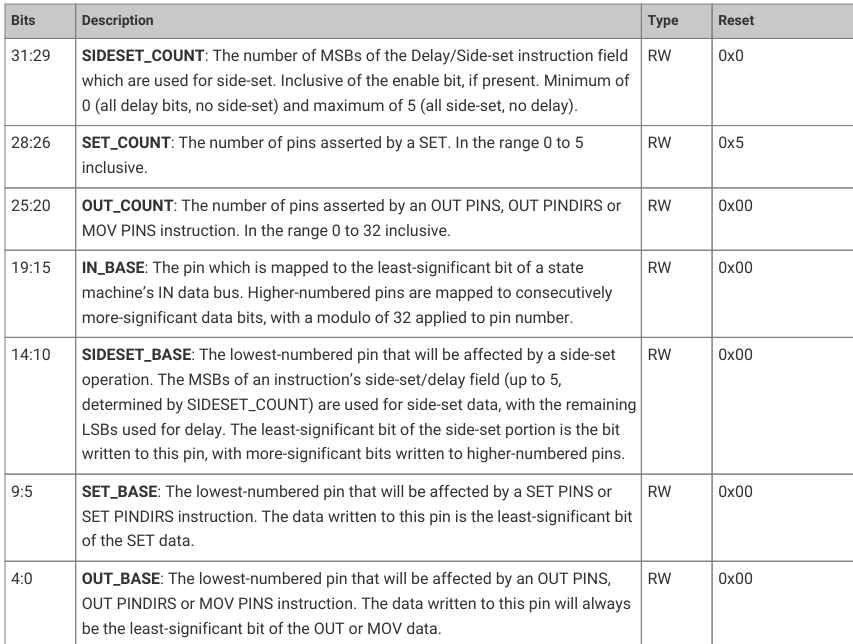 Bits Description Type Reset
31:29 SIDESET_COUNT: The number of MSBs of the Delay/Side-set instruction field RW 0x0
which are used for side-set. Inclusive of the enable bit, if present. Minimum of
0 (all delay bits, no side-set) and maximum of 5 (all side-set, no delay).
28:26 SET_COUNT: The number of pins asserted by a SET. In the range 0 to 5 RW 0x5
inclusive.
25:20 OUT_COUNT: The number of pins asserted by an OUT PINS, OUT PINDIRS or RW 0x00
MOV PINS instruction. In the range 0 to 32 inclusive.
19:15 IN_BASE: The pin which is mapped to the least-significant bit of a state RW 0x00
machine’s IN data bus. Higher-numbered pins are mapped to consecutively
more-significant data bits, with a modulo of 32 applied to pin number.
14:10 SIDESET_BASE: The lowest-numbered pin that will be affected by a side-set RW 0x00
operation. The MSBs of an instruction’s side-set/delay field (up to 5,
determined by SIDESET_COUNT) are used for side-set data, with the remaining
LSBs used for delay. The least-significant bit of the side-set portion is the bit
written to this pin, with more-significant bits written to higher-numbered pins.
9:5 SET_BASE: The lowest-numbered pin that will be affected by a SET PINS or RW 0x00
SET PINDIRS instruction. The data written to this pin is the least-significant bit
of the SET data.
4:0 OUT_BASE: The lowest-numbered pin that will be affected by an OUT PINS, RW 0x00
OUT PINDIRS or MOV PINS instruction. The data written to this pin will always
be the least-significant bit of the OUT or MOV data.